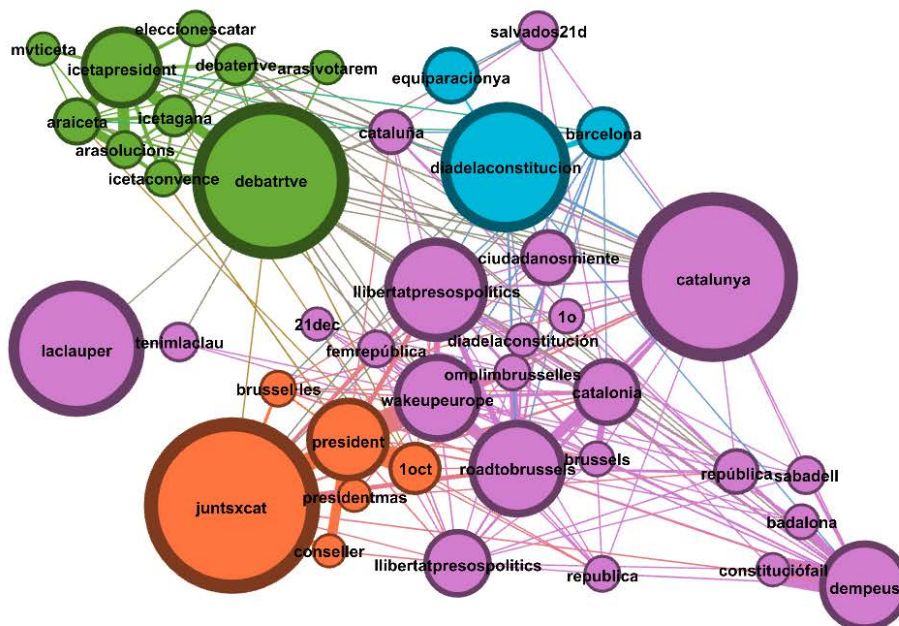 eleccionescatar
salvados21d
mvticeta
debatertve
arasivotarem
icetapresident
equiparacionya
araiceta
icetagana
cataluña
barcelona
arasolucions
diadelaconstitucion
icetaconvence
debatrtve
ciudadanosmiente
catalunya
llibertatpresospolitics
1o
21dec
diadelaconstitución
laclauper
tenimlaclau
femrepública
omplimbrusselles
brussel·les
wakeupeurope
catalonia
president
1oct
roadtobrussels
brussels
república
sabadell
presidentmas
juntsxcat
badalona
conseller
llibertatpresospolítics
republica
constituciófail
dempeus